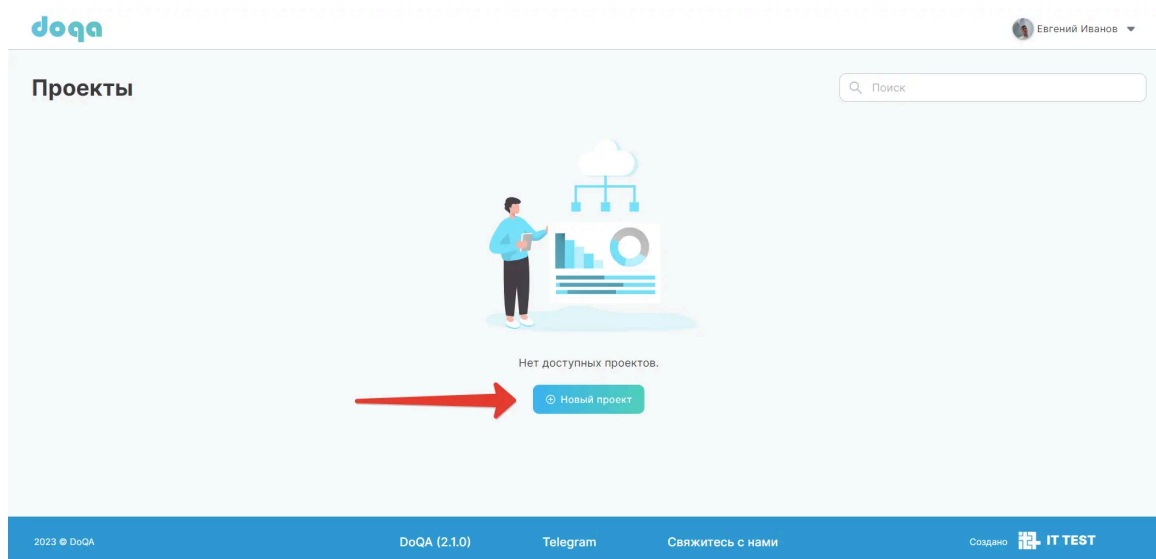 doqa
Евгений Иванов
Проекты
Поиск
Нет доступных проектов.
Новый проект
2023 © DoQA
DoQA (2.1.0)
Telegram
Свяжитесь с нами
Создано
IT TEST